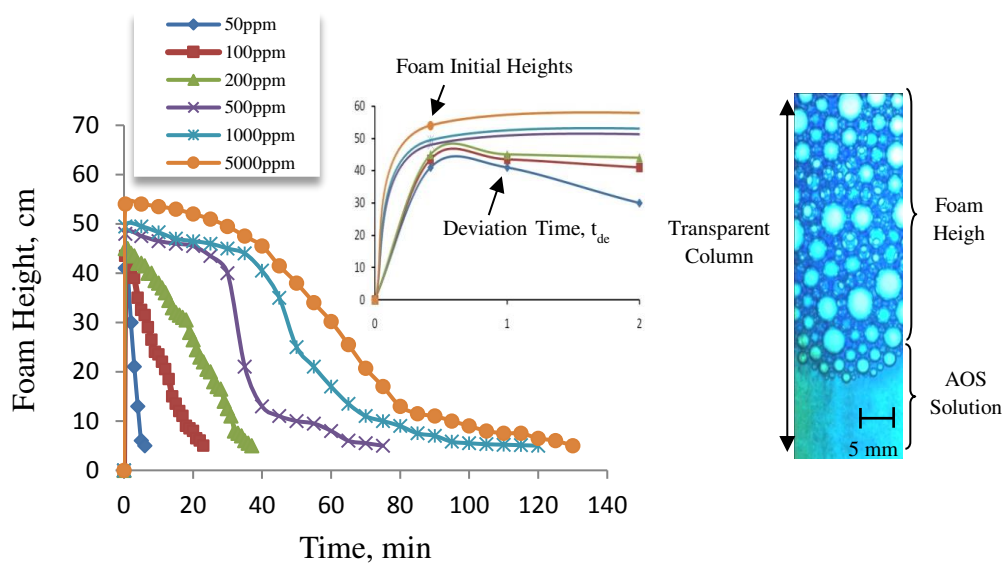 50ppm
100ppm
200ppm
500ppm
1000ppm
5000ppm
Foam Height, cm
80
70
60
50
40
30
20
10
0
0 20 40 60 80 100 120 140
Time, min
Foam Initial Heights
60
50
40
30
20
10
0
0 1 2
Deviation Time, t_de
Transparent
Column
Foam
Heigh
AOS
Solution
5 mm